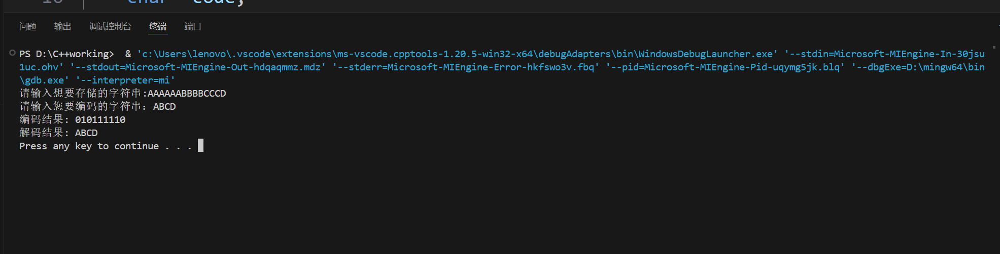 问题 输出 调试控制台 终端 端口
PS D:\C++working>  & 'c:\Users\lenovo\.vscode\extensions\ms-vscode.cpptools-1.20.5-win32-x64\debugAdapters\bin\WindowsDebugLauncher.exe' '--stdin=Microsoft-MIEngine-In-30jsu
1uc.ohv' '--stdout=Microsoft-MIEngine-Out-hdqaqmmz.mdz' '--stderr=Microsoft-MIEngine-Error-hkfswo3v.fbq' '--pid=Microsoft-MIEngine-Pid-uqymg5jk.blq' '--dbgExe=D:\mingw64\bin
\gdb.exe' '--interpreter=mi'
请输入想要存储的字符串:AAAAAABBBBCCCD
请输入您要编码的字符串：ABCD
编码结果：010111110
解码结果：ABCD
Press any key to continue . . .